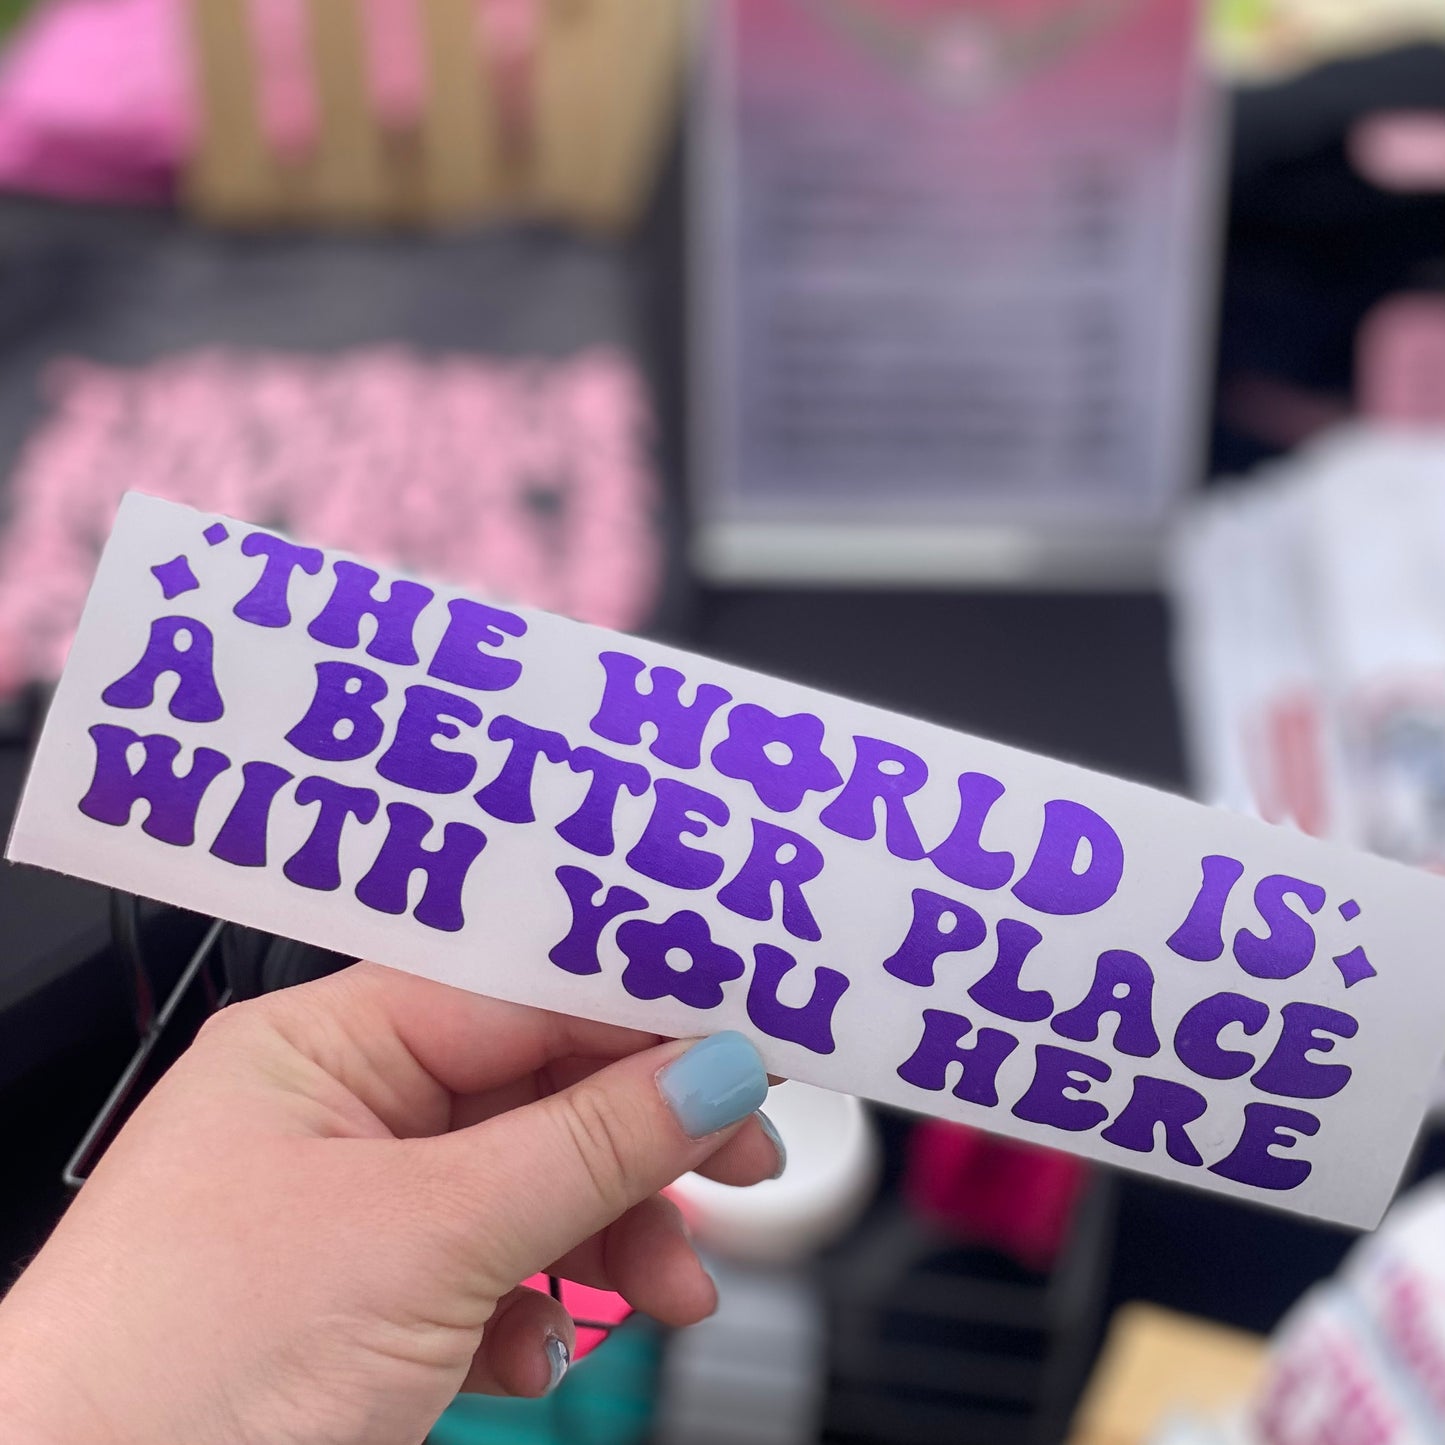 THE WORLD IS
A BETTER PLACE
WITH YOU HERE